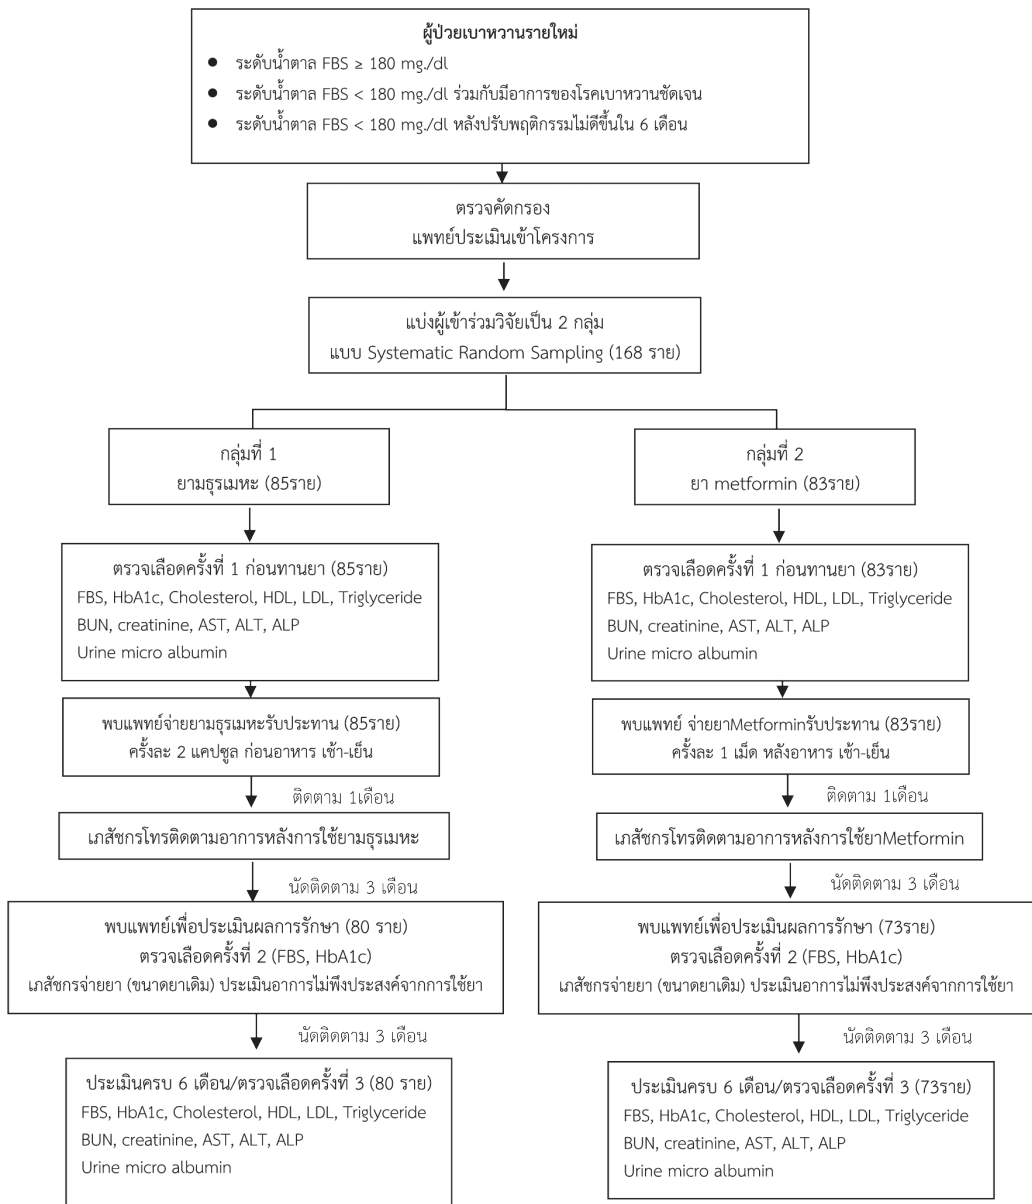 ผู้ป่วยเบาหวานรายใหม่
● ระดับน้ำตาล FBS ≥ 180 mg./dl
● ระดับน้ำตาล FBS < 180 mg./dl ร่วมกับมีอาการของโรคเบาหวานชัดเจน
● ระดับน้ำตาล FBS < 180 mg./dl หลังปรับพฤติกรรมไม่ดีขึ้นใน 6 เดือน
ตรวจคัดกรอง
แพทย์ประเมินเข้าโครงการ
แบ่งผู้เข้าร่วมวิจัยเป็น 2 กลุ่ม
แบบ Systematic Random Sampling (168 ราย)
กลุ่มที่ 1
ยามธุรเมหะ (85ราย)
ตรวจเลือดครั้งที่ 1 ก่อนทานยา (85ราย)
FBS, HbA1c, Cholesterol, HDL, LDL, Triglyceride
BUN, creatinine, AST, ALT, ALP
Urine micro albumin
พบแพทย์จ่ายยามธุรเมหะรับประทาน (85ราย)
ครั้งละ 2 แคปซูล ก่อนอาหาร เช้า-เย็น
ติดตาม 1เดือน
เภสัชกรโทรติดตามอาการหลังการใช้ยามธุรเมหะ
นัดติดตาม 3 เดือน
พบแพทย์เพื่อประเมินผลการรักษา (80 ราย)
ตรวจเลือดครั้งที่ 2 (FBS, HbA1c)
เภสัชกรจ่ายยา (ขนาดยาเดิม) ประเมินอาการไม่พึงประสงค์จากการใช้ยา
นัดติดตาม 3 เดือน
ประเมินครบ 6 เดือน/ตรวจเลือดครั้งที่ 3 (80 ราย)
FBS, HbA1c, Cholesterol, HDL, LDL, Triglyceride
BUN, creatinine, AST, ALT, ALP
Urine micro albumin
กลุ่มที่ 2
ยา metformin (83ราย)
ตรวจเลือดครั้งที่ 1 ก่อนทานยา (83ราย)
FBS, HbA1c, Cholesterol, HDL, LDL, Triglyceride
BUN, creatinine, AST, ALT, ALP
Urine micro albumin
พบแพทย์ จ่ายยาMetforminรับประทาน (83ราย)
ครั้งละ 1 เม็ด หลังอาหาร เช้า-เย็น
ติดตาม 1เดือน
เภสัชกรโทรติดตามอาการหลังการใช้ยาMetformin
นัดติดตาม 3 เดือน
พบแพทย์เพื่อประเมินผลการรักษา (73ราย)
ตรวจเลือดครั้งที่ 2 (FBS, HbA1c)
เภสัชกรจ่ายยา (ขนาดยาเดิม) ประเมินอาการไม่พึงประสงค์จากการใช้ยา
นัดติดตาม 3 เดือน
ประเมินครบ 6 เดือน/ตรวจเลือดครั้งที่ 3 (73ราย)
FBS, HbA1c, Cholesterol, HDL, LDL, Triglyceride
BUN, creatinine, AST, ALT, ALP
Urine micro albumin